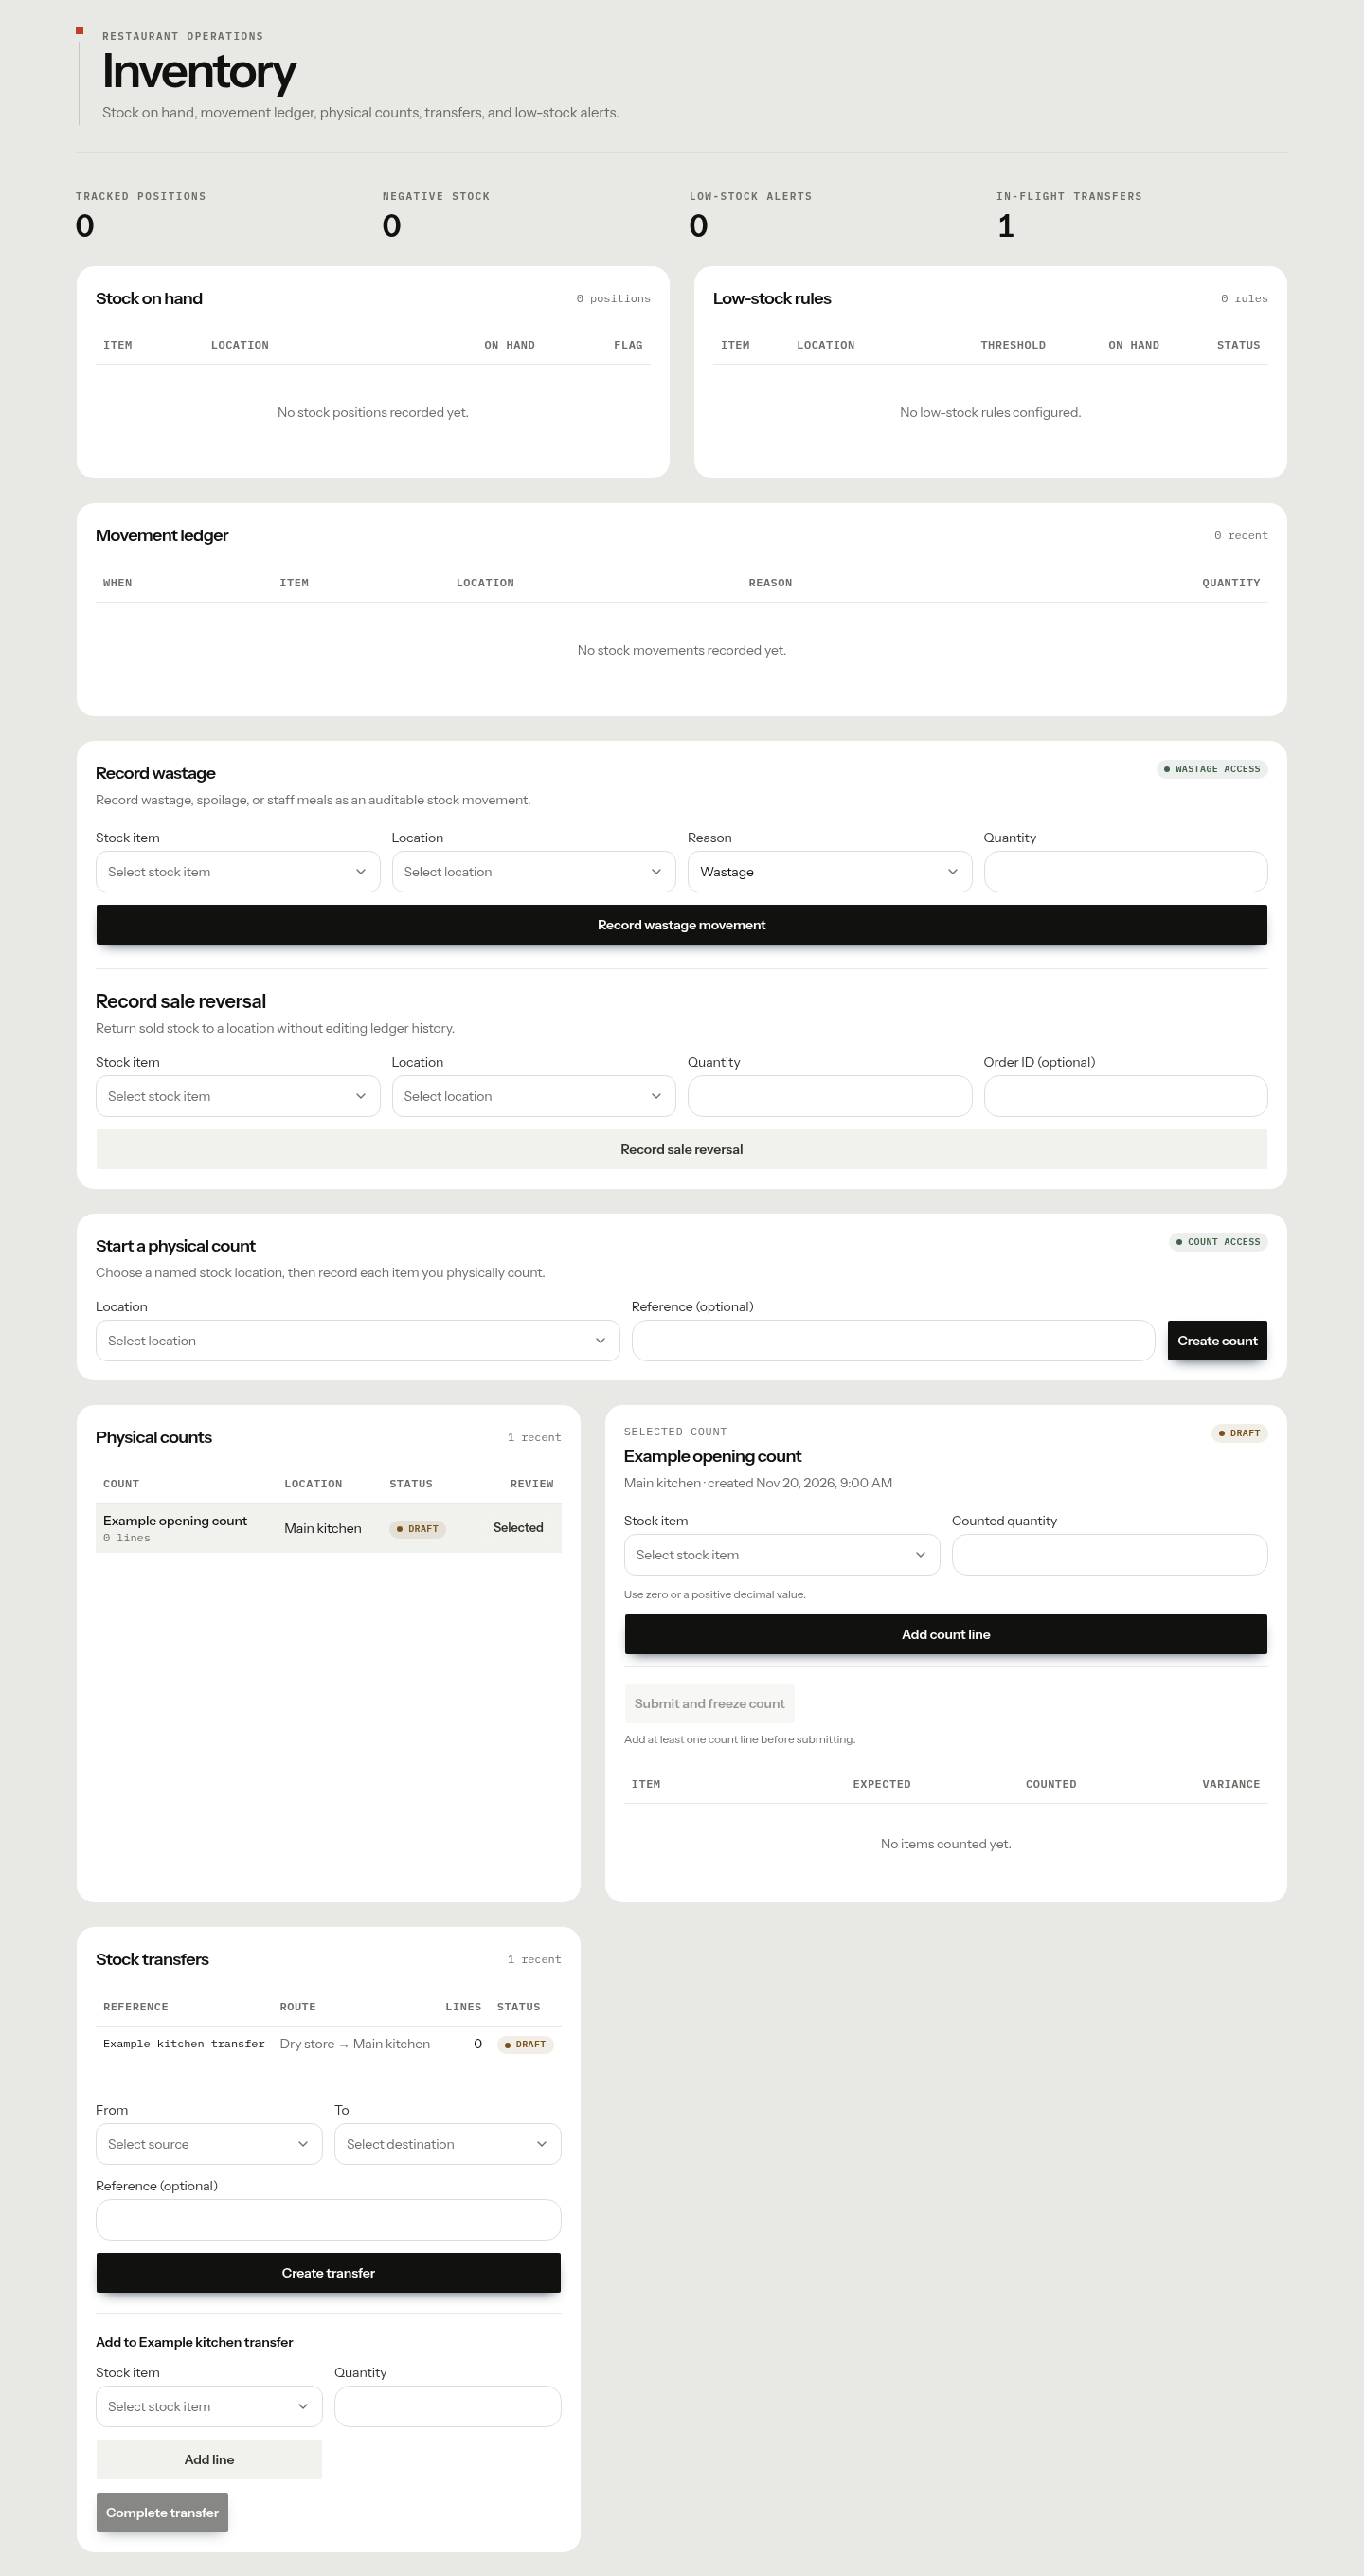 RESTAURANT OPERATIONS
Inventory
Stock on hand, movement ledger, physical counts, transfers, and low-stock alerts.
TRACKED POSITIONS
0
NEGATIVE STOCK
0
LOW-STOCK ALERTS
0
IN-FLIGHT TRANSFERS
1
Stock on hand
0 positions
ITEM LOCATION ON HAND FLAG
No stock positions recorded yet.
Low-stock rules
0 rules
ITEM LOCATION THRESHOLD ON HAND STATUS
No low-stock rules configured.
Movement ledger
0 recent
WHEN ITEM LOCATION REASON QUANTITY
No stock movements recorded yet.
Record wastage
WASTAGE ACCESS
Record wastage, spoilage, or staff meals as an auditable stock movement.
Stock item Location Reason Quantity
Select stock item Select location Wastage
Record wastage movement
Record sale reversal
Return sold stock to a location without editing ledger history.
Stock item Location Quantity Order ID (optional)
Select stock item Select location
Record sale reversal
Start a physical count
COUNT ACCESS
Choose a named stock location, then record each item you physically count.
Location Reference (optional)
Select location Create count
Physical counts
1 recent
COUNT LOCATION STATUS REVIEW
Example opening count Main kitchen DRAFT Selected
0 lines
SELECTED COUNT
DRAFT
Example opening count
Main kitchen · created Nov 20, 2026, 9:00 AM
Stock item Counted quantity
Select stock item
Use zero or a positive decimal value.
Add count line
Submit and freeze count
Add at least one count line before submitting.
ITEM EXPECTED COUNTED VARIANCE
No items counted yet.
Stock transfers
1 recent
REFERENCE ROUTE LINES STATUS
Example kitchen transfer Dry store → Main kitchen 0 DRAFT
From To
Select source Select destination
Reference (optional)
Create transfer
Add to Example kitchen transfer
Stock item Quantity
Select stock item
Add line
Complete transfer